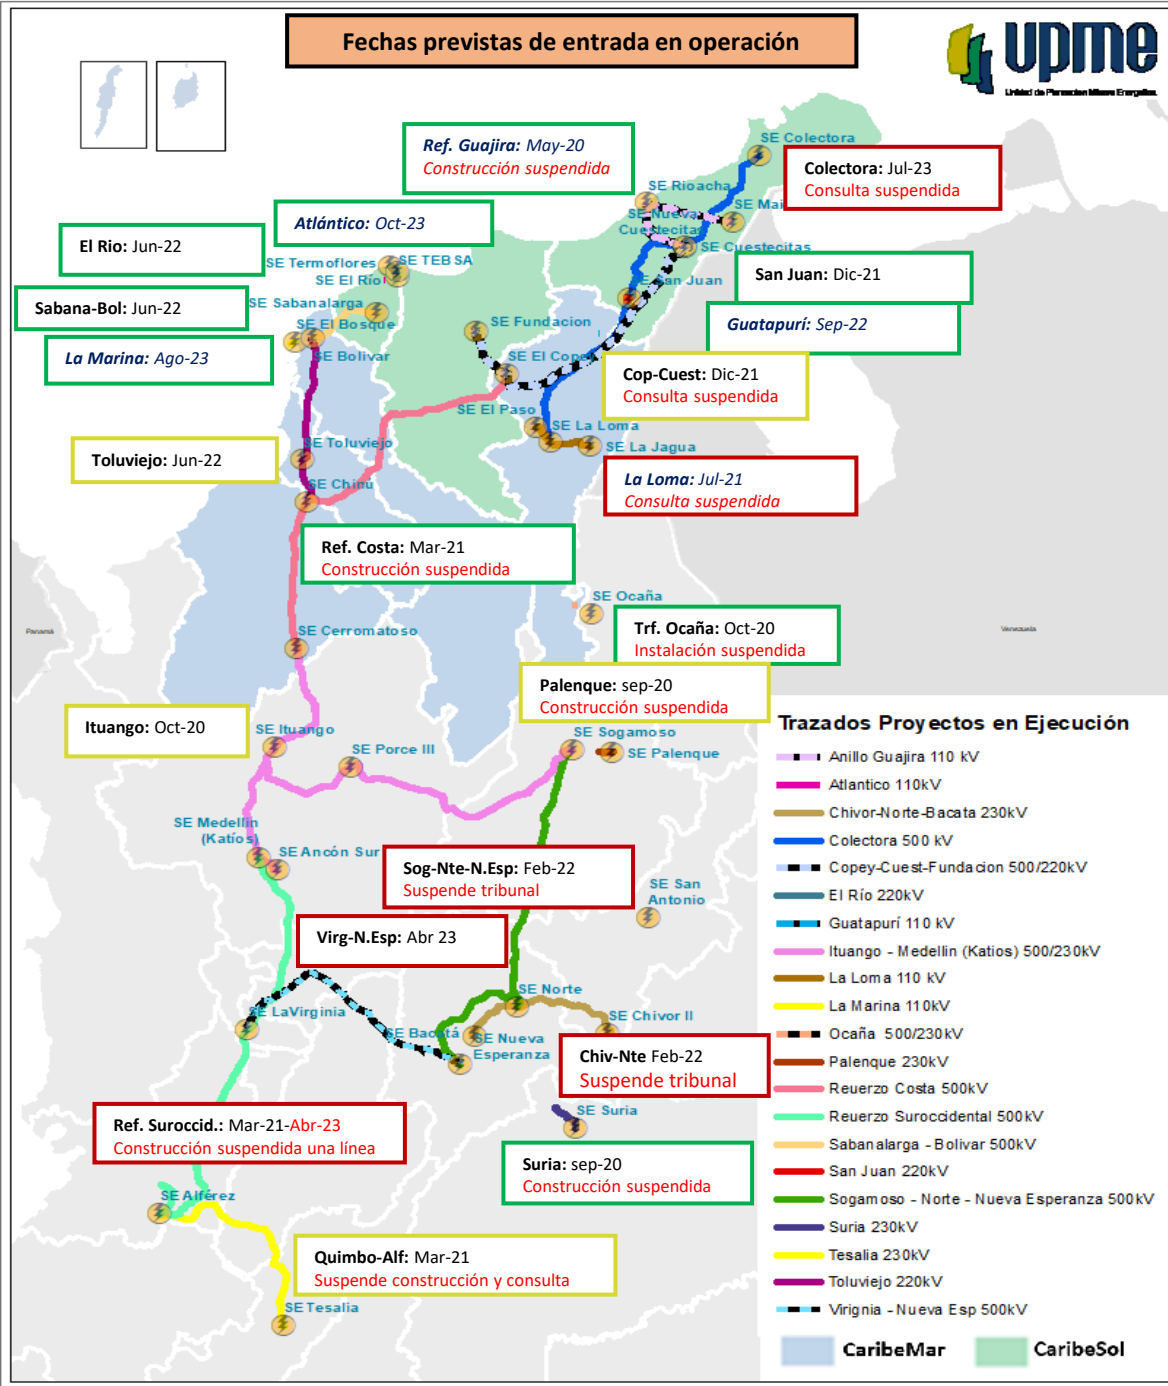 Fechas previstas de entrada en operación
upme
Unidad de Planeación Minero Energética
SE Colectora
Ref. Guajira: May-20
Construcción suspendida
Colectora: Jul-23
Consulta suspendida
SE Rioacha
SE Mai
SE Nueva
Cuestecitas
SE Cuestecitas
Atlántico: Oct-23
El Rio: Jun-22
SE Termoflores
SE TEBSA
SE El Río
San Juan
San Juan: Dic-21
Sabana-Bol: Jun-22
SE Sabanalarga
SE El Bosque
SE Bolivar
SE Fundacion
Guatapurí: Sep-22
La Marina: Ago-23
SE El Copey
Cop-Cuest: Dic-21
Consulta suspendida
SE El Paso
SE La Loma
SE La Jagua
Toluviejo: Jun-22
SE Toluviejo
La Loma: Jul-21
Consulta suspendida
SE Chinú
Ref. Costa: Mar-21
Construcción suspendida
SE Ocaña
Trf. Ocaña: Oct-20
Instalación suspendida
Panamá
Venezuela
SE Cerromatoso
Palenque: sep-20
Construcción suspendida
Ituango: Oct-20
SE Ituango
SE Porce III
SE Sogamoso
SE Palenque
SE Medellin
(Katíos)
SE Ancón Sur
Sog-Nte-N.Esp: Feb-22
Suspende tribunal
SE San
Antonio
Virg-N.Esp: Abr 23
SE LaVirginia
SE Norte
SE Chivor II
SE Bacatá
SE Nueva
Esperanza
Chiv-Nte Feb-22
Suspende tribunal
SE Suria
Ref. Suroccid.: Mar-21-Abr-23
Construcción suspendida una línea
Suria: sep-20
Construcción suspendida
SE Alférez
Quimbo-Alf: Mar-21
Suspende construcción y consulta
SE Tesalia
Trazados Proyectos en Ejecución
Anillo Guajira 110 kV
Atlantico 110kV
Chivor-Norte-Bacata 230kV
Colectora 500 kV
Copey-Cuest-Fundacion 500/220kV
El Río 220kV
Guatapurí 110 kV
Ituango - Medellin (Katios) 500/230kV
La Loma 110 kV
La Marina 110kV
Ocaña 500/230kV
Palenque 230kV
Reuerzo Costa 500kV
Reuerzo Suroccidental 500kV
Sabanalarga - Bolivar 500kV
San Juan 220kV
Sogamoso - Norte - Nueva Esperanza 500kV
Suria 230kV
Tesalia 230kV
Toluviejo 220kV
Virignia - Nueva Esp 500kV
CaribeMar
CaribeSol